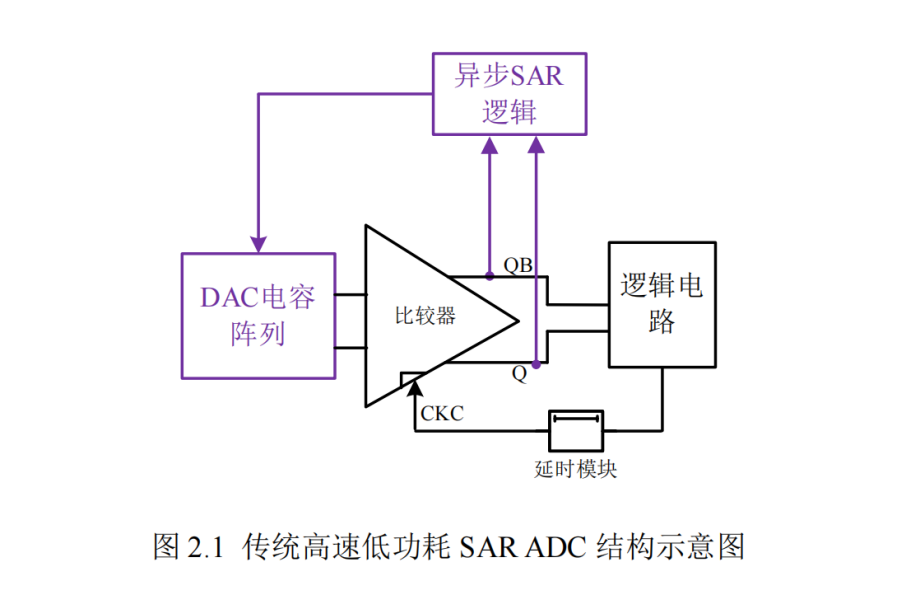 异步SAR
逻辑
QB
DAC电容
阵列
比较器
逻辑电
路
Q
CKC
延时模块
图 2.1 传统高速低功耗 SAR ADC 结构示意图